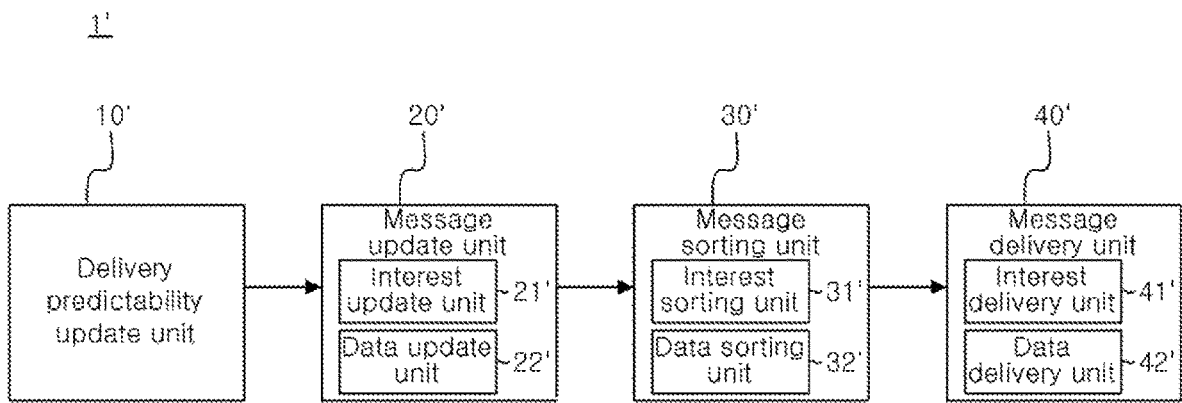 1'
10'
20'
30'
40'
Delivery
predictability
update unit
Message
update unit
Interest
update unit
21'
Data update
unit
22'
Message
sorting unit
Interest
sorting unit
31'
Data sorting
unit
32'
Message
delivery unit
Interest
delivery unit
41'
Data
delivery unit
42'